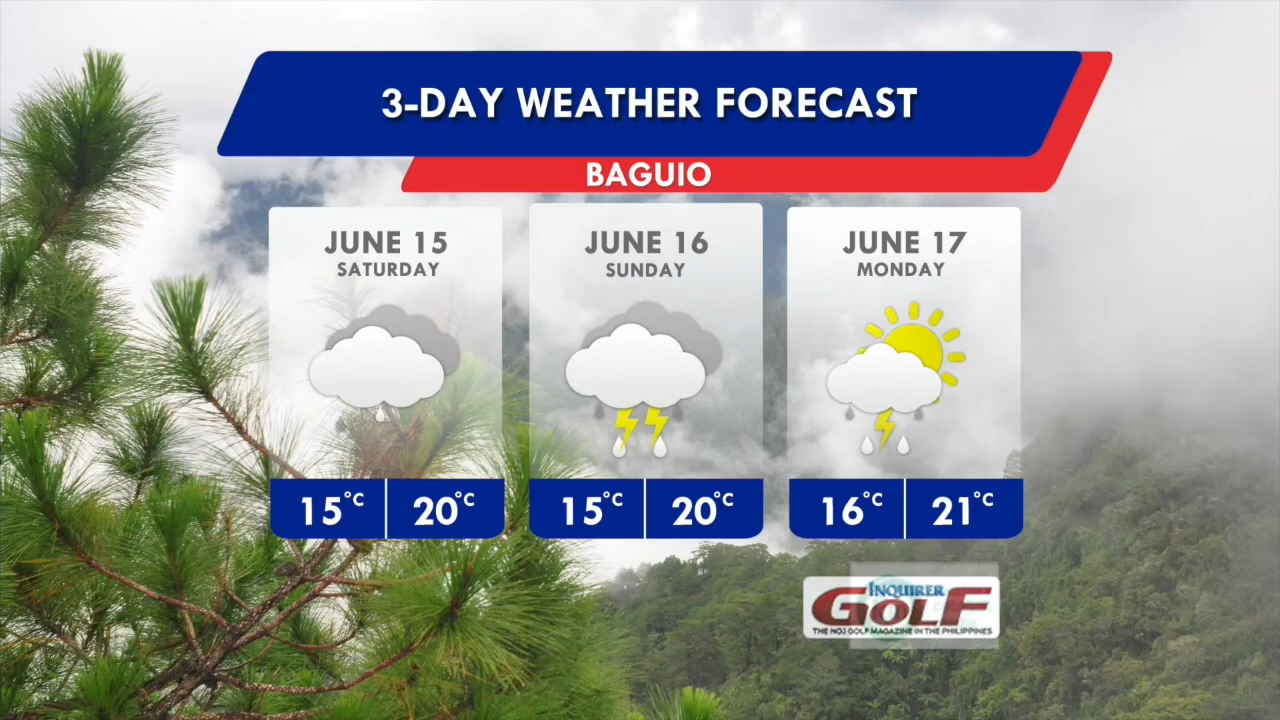 3-DAY WEATHER FORECAST
BAGUIO
JUNE 15
SATURDAY
15°C 20°C
JUNE 16
SUNDAY
15°C 20°C
JUNE 17
MONDAY
16°C 21°C
INQUIRER
GOLF
THE NO.1 GOLF MAGAZINE IN THE PHILIPPINES